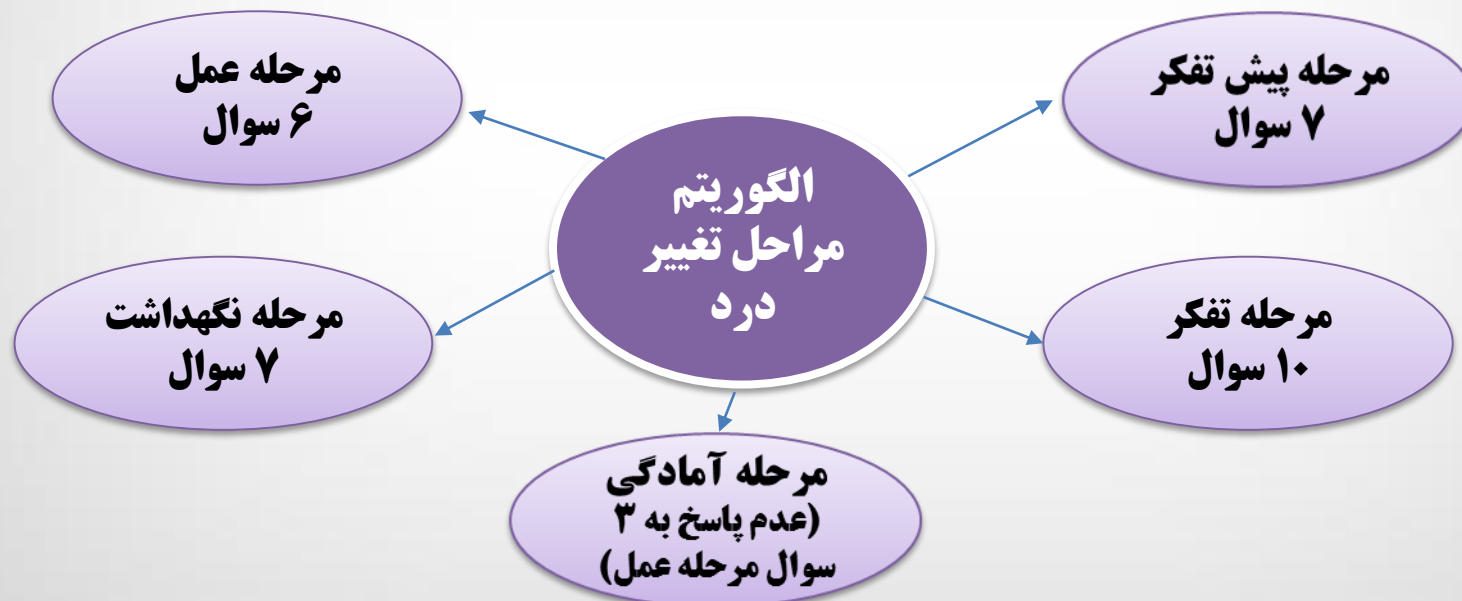 الگوریتم
مراحل تغییر
درد
مرحله پیش تفکر
۷ سوال
مرحله تفکر
۱۰ سوال
مرحله آمادگی
(عدم پاسخ به ۳
سوال مرحله عمل)
مرحله عمل
۶ سوال
مرحله نگهداشت
۷ سوال